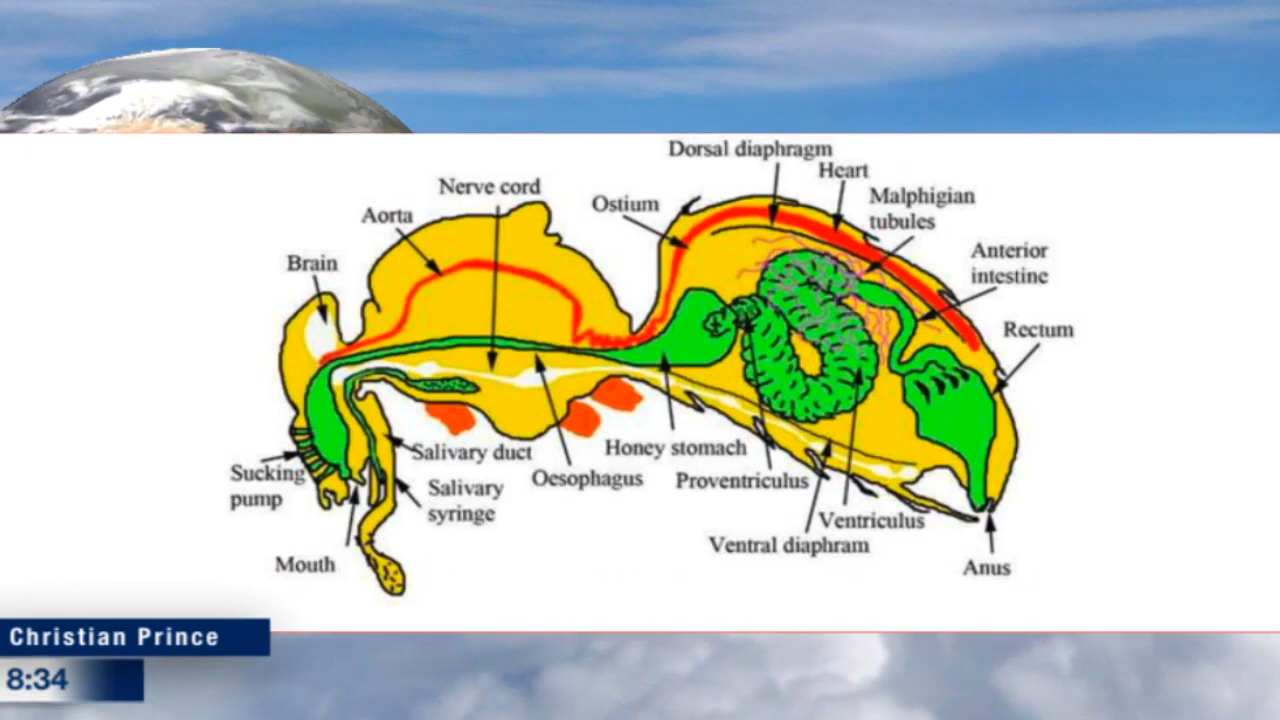 Dorsal diaphragm
Heart
Nerve cord
Malphigian
tubules
Ostium
Aorta
Anterior
intestine
Brain
Rectum
Salivary duct
Honey stomach
Sucking
pump
Oesophagus
Proventriculus
Salivary
syringe
Ventriculus
Ventral diaphram
Mouth
Anus
Christian Prince
8:34